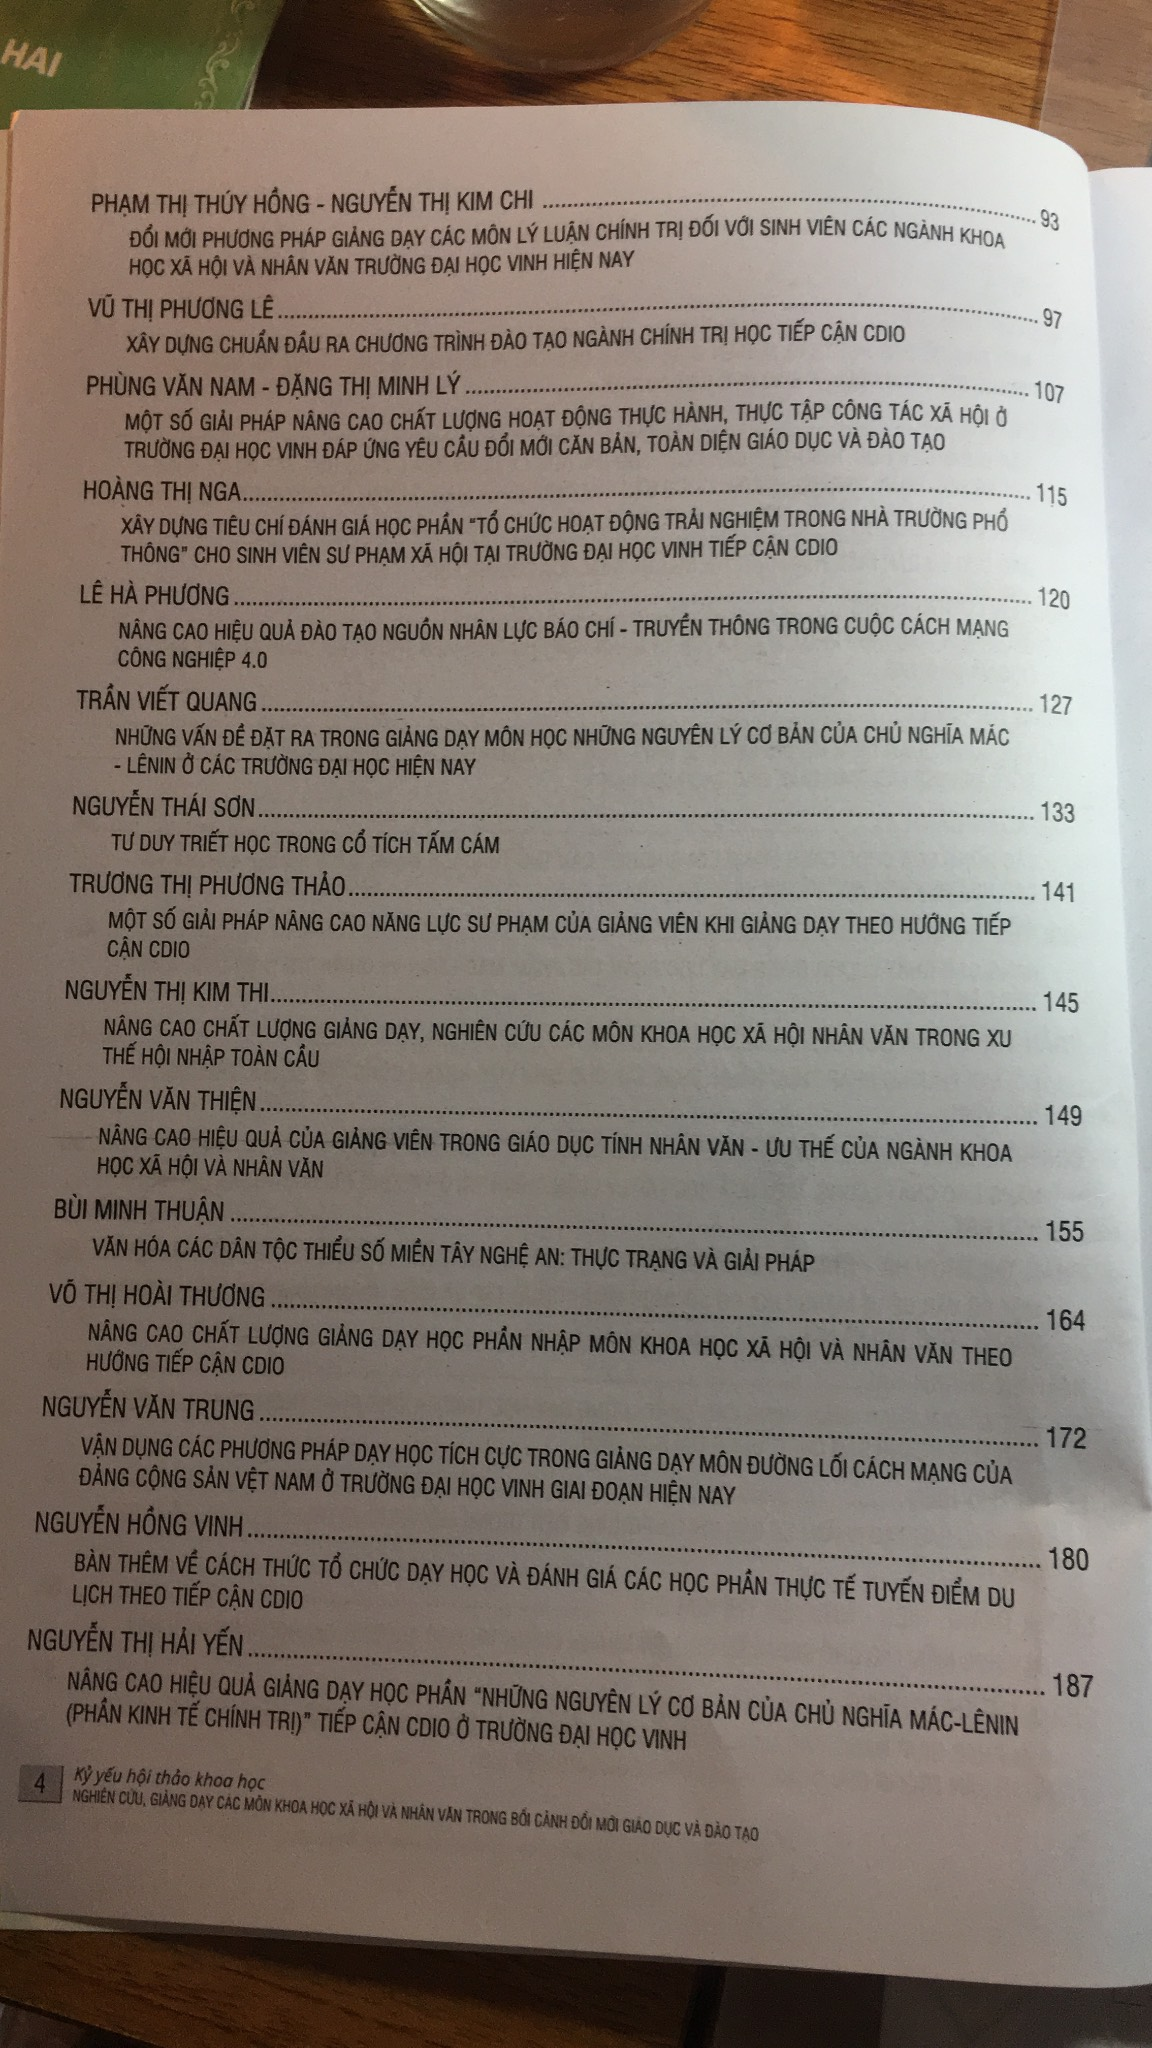 HAI
PHẠM THỊ THÚY HỒNG - NGUYỄN THỊ KIM CHI ........ 93
ĐỔI MỚI PHƯƠNG PHÁP GIẢNG DẠY CÁC MÔN LÝ LUẬN CHÍNH TRỊ ĐỐI VỚI SINH VIÊN CÁC NGÀNH KHOA
HỌC XÃ HỘI VÀ NHÂN VĂN TRƯỜNG ĐẠI HỌC VINH HIỆN NAY
VŨ THỊ PHƯƠNG LÊ ........ 97
XÂY DỰNG CHUẨN ĐẦU RA CHƯƠNG TRÌNH ĐÀO TẠO NGÀNH CHÍNH TRỊ HỌC TIẾP CẬN CDIO
PHÙNG VĂN NAM - ĐẶNG THỊ MINH LÝ ........ 107
MỘT SỐ GIẢI PHÁP NÂNG CAO CHẤT LƯỢNG HOẠT ĐỘNG THỰC HÀNH, THỰC TẬP CÔNG TÁC XÃ HỘI Ở
TRƯỜNG ĐẠI HỌC VINH ĐÁP ỨNG YÊU CẦU ĐỔI MỚI CĂN BẢN, TOÀN DIỆN GIÁO DỤC VÀ ĐÀO TẠO
HOÀNG THỊ NGA ........ 115
XÂY DỰNG TIÊU CHÍ ĐÁNH GIÁ HỌC PHẦN “TỔ CHỨC HOẠT ĐỘNG TRẢI NGHIỆM TRONG NHÀ TRƯỜNG PHỔ
THÔNG” CHO SINH VIÊN SƯ PHẠM XÃ HỘI TẠI TRƯỜNG ĐẠI HỌC VINH TIẾP CẬN CDIO
LÊ HÀ PHƯƠNG ........ 120
NÂNG CAO HIỆU QUẢ ĐÀO TẠO NGUỒN NHÂN LỰC BÁO CHÍ - TRUYỀN THÔNG TRONG CUỘC CÁCH MẠNG
CÔNG NGHIỆP 4.0
TRẦN VIẾT QUANG ........ 127
NHỮNG VẤN ĐỀ ĐẶT RA TRONG GIẢNG DẠY MÔN HỌC NHỮNG NGUYÊN LÝ CƠ BẢN CỦA CHỦ NGHĨA MÁC
- LÊNIN Ở CÁC TRƯỜNG ĐẠI HỌC HIỆN NAY
NGUYỄN THÁI SƠN ........ 133
TƯ DUY TRIẾT HỌC TRONG CỔ TÍCH TẤM CÁM
TRƯƠNG THỊ PHƯƠNG THẢO ........ 141
MỘT SỐ GIẢI PHÁP NÂNG CAO NĂNG LỰC SƯ PHẠM CỦA GIẢNG VIÊN KHI GIẢNG DẠY THEO HƯỚNG TIẾP
CẬN CDIO
NGUYỄN THỊ KIM THI ........ 145
NÂNG CAO CHẤT LƯỢNG GIẢNG DẠY, NGHIÊN CỨU CÁC MÔN KHOA HỌC XÃ HỘI NHÂN VĂN TRONG XU
THẾ HỘI NHẬP TOÀN CẦU
NGUYỄN VĂN THIỆN ........ 149
NÂNG CAO HIỆU QUẢ CỦA GIẢNG VIÊN TRONG GIÁO DỤC TÍNH NHÂN VĂN - ƯU THẾ CỦA NGÀNH KHOA
HỌC XÃ HỘI VÀ NHÂN VĂN
BÙI MINH THUẬN ........ 155
VĂN HÓA CÁC DÂN TỘC THIỂU SỐ MIỀN TÂY NGHỆ AN: THỰC TRẠNG VÀ GIẢI PHÁP
VÕ THỊ HOÀI THƯƠNG ........ 164
NÂNG CAO CHẤT LƯỢNG GIẢNG DẠY HỌC PHẦN NHẬP MÔN KHOA HỌC XÃ HỘI VÀ NHÂN VĂN THEO
HƯỚNG TIẾP CẬN CDIO
NGUYỄN VĂN TRUNG ........ 172
VẬN DỤNG CÁC PHƯƠNG PHÁP DẠY HỌC TÍCH CỰC TRONG GIẢNG DẠY MÔN ĐƯỜNG LỐI CÁCH MẠNG CỦA
ĐẢNG CỘNG SẢN VỆT NAM Ở TRƯỜNG ĐẠI HỌC VINH GIAI ĐOẠN HIỆN NAY
NGUYỄN HỒNG VINH ........ 180
BÀN THÊM VỀ CÁCH THỨC TỔ CHỨC DẠY HỌC VÀ ĐÁNH GIÁ CÁC HỌC PHẦN THỰC TẾ TUYẾN ĐIỂM DU
LỊCH THEO TIẾP CẬN CDIO
NGUYỄN THỊ HẢI YẾN ........ 187
NÂNG CAO HIỆU QUẢ GIẢNG DẠY HỌC PHẦN “NHỮNG NGUYÊN LÝ CƠ BẢN CỦA CHỦ NGHĨA MÁC-LÊNIN
(PHẦN KINH TẾ CHÍNH TRỊ)” TIẾP CẬN CDIO Ở TRƯỜNG ĐẠI HỌC VINH
4 Kỷ yếu hội thảo khoa học
NGHIÊN CỨU, GIẢNG DẠY CÁC MÔN KHOA HỌC XÃ HỘI VÀ NHÂN VĂN TRONG BỐI CẢNH ĐỔI MỚI GIÁO DỤC VÀ ĐÀO TẠO